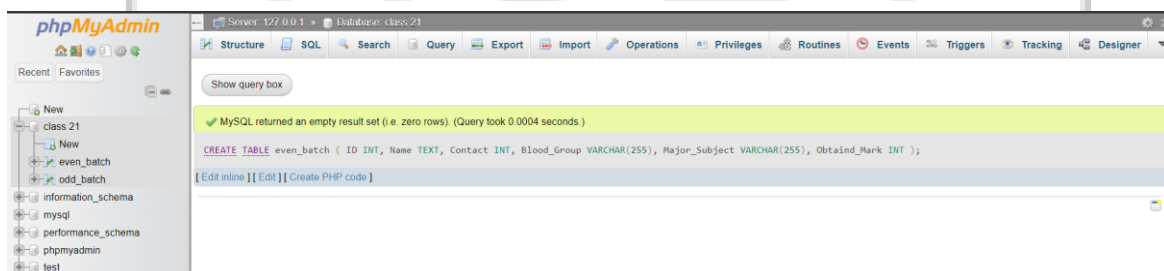 phpMyAdmin
Recent Favorites
New
class 21
New
even_batch
odd_batch
information_schema
mysql
performance_schema
phpmyadmin
test
Server: 127.0.0.1 » Database: class 21
Structure SQL Search Query Export Import Operations Privileges Routines Events Triggers Tracking Designer
Show query box
MySQL returned an empty result set (i.e. zero rows). (Query took 0.0004 seconds.)
CREATE TABLE even_batch ( ID INT, Name TEXT, Contact INT, Blood_Group VARCHAR(255), Major_Subject VARCHAR(255), Obtaind_Mark INT );
[ Edit inline ] [ Edit ] [ Create PHP code ]